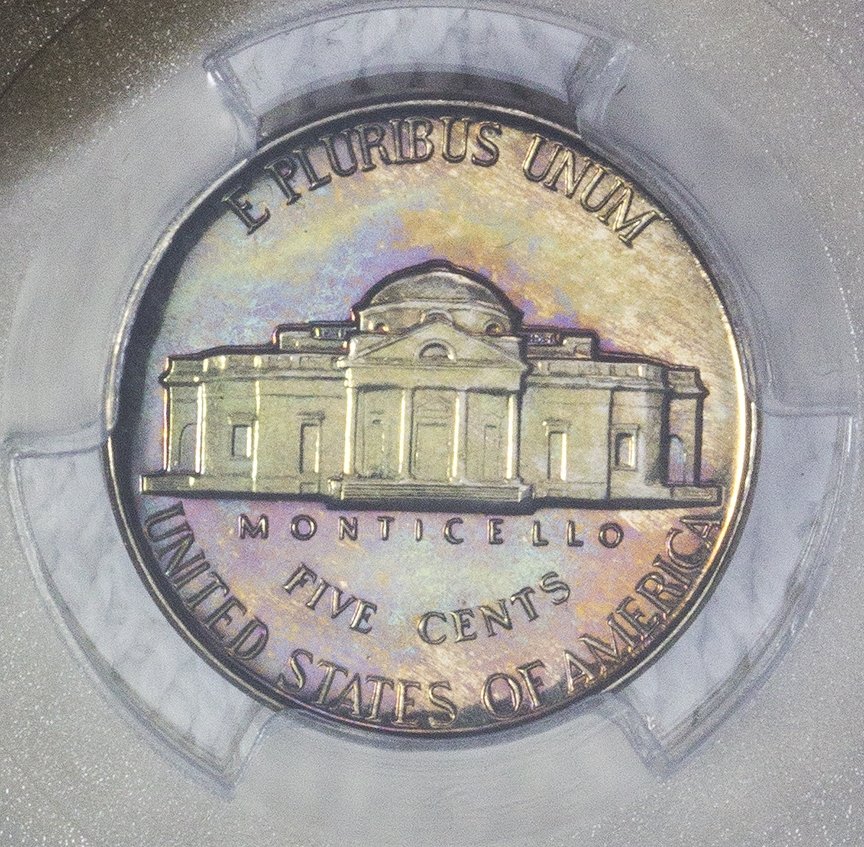 E PLURIBUS UNUM
MONTICELLO
FIVE CENTS
UNITED STATES OF AMERICA